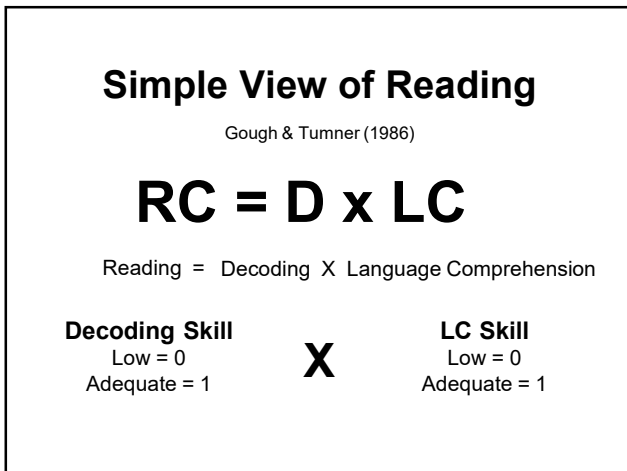 Simple View of Reading
Gough & Tumner (1986)
RC = D x LC
Reading = Decoding X Language Comprehension
Decoding Skill
Low = 0
Adequate = 1
X
LC Skill
Low = 0
Adequate = 1